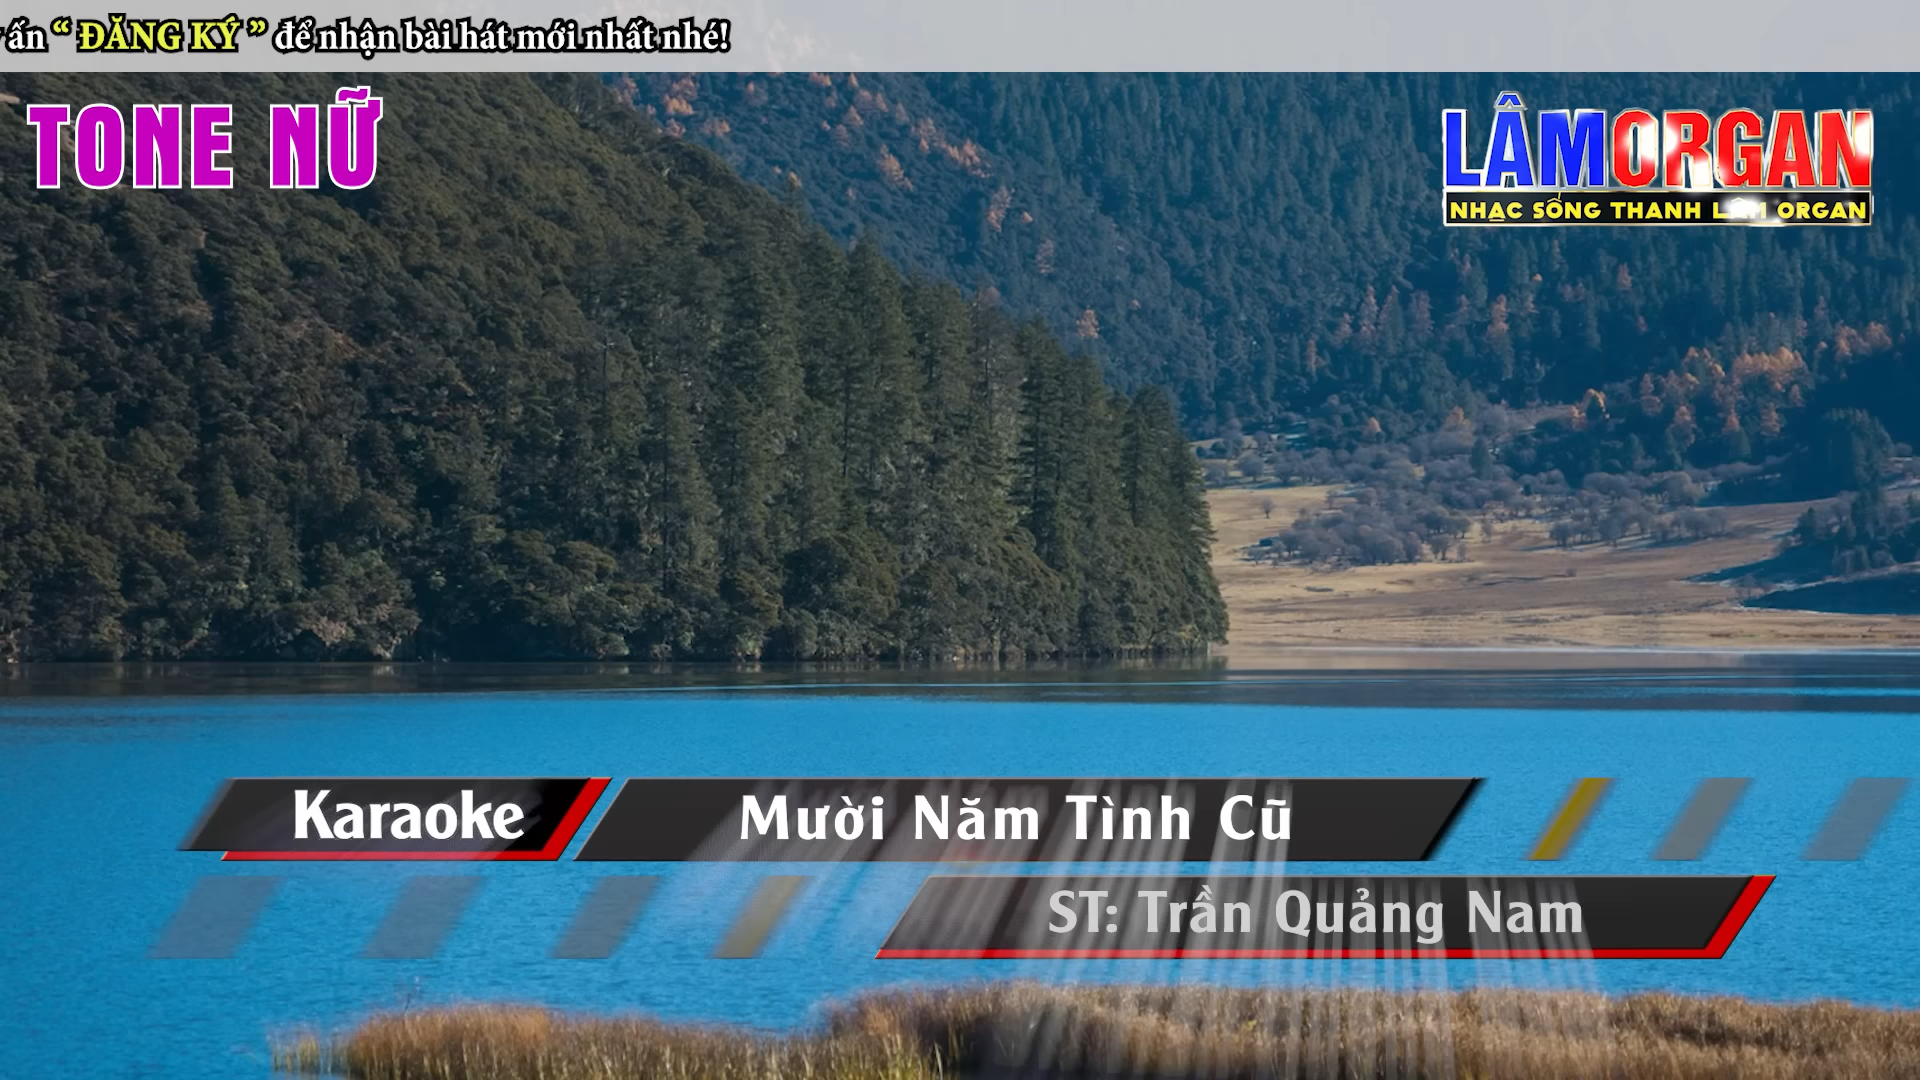 ấn “ ĐĂNG KÝ ” để nhận bài hát mới nhất nhé!
TONE NỮ
LÂMORGAN
NHẠC SỐNG THANH LÂM ORGAN
Karaoke
Mười Năm Tình Cũ
ST: Trần Quảng Nam